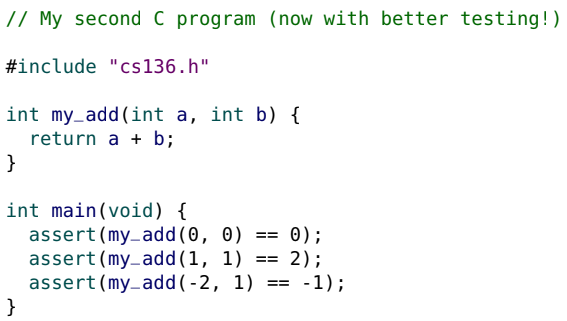 // My second C program (now with better testing!)
#include "cs136.h"
int my_add(int a, int b) {
return a + b;
}
int main(void) {
assert(my_add(0, 0) == 0);
assert(my_add(1, 1) == 2);
assert(my_add(-2, 1) == -1);
}